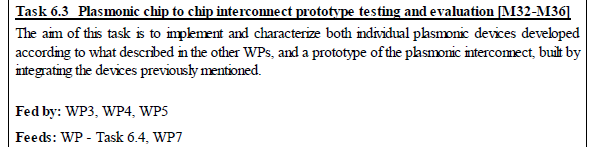 Task 6.3 Plasmonic chip to chip interconnect prototype testing and evaluation [M32-M36]
The aim of this task is to implement and characterize both individual plasmonic devices developed
according to what described in the other WPs, and a prototype of the plasmonic interconnect, built by
integrating the devices previously mentioned.
Fed by: WP3, WP4, WP5
Feeds: WP - Task 6.4, WP7